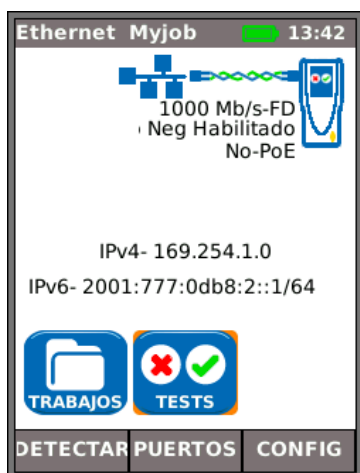 Ethernet Myjob 13:42
1000 Mb/s-FD
Neg Habilitado
No-PoE
IPv4- 169.254.1.0
IPv6- 2001:777:0db8:2::1/64
TRABAJOS TESTS
DETECTAR PUERTOS CONFIG